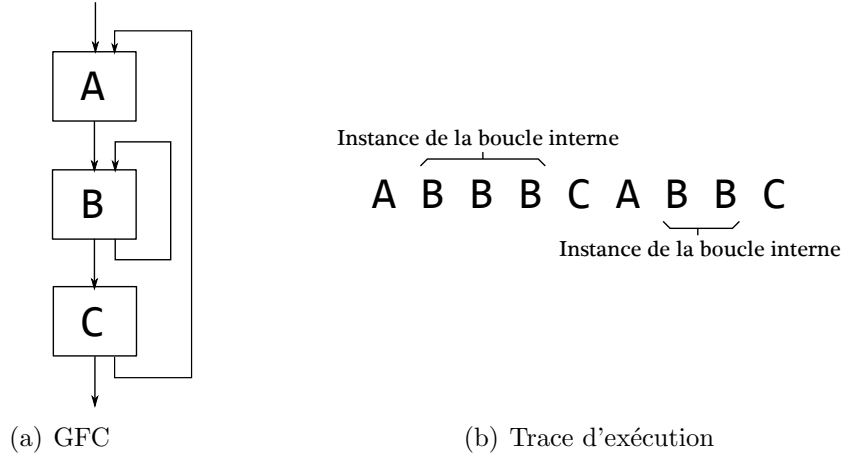 A
B
C
Instance de la boucle interne
A B B B C A B B C
Instance de la boucle interne
(a) GFC
(b) Trace d'exécution